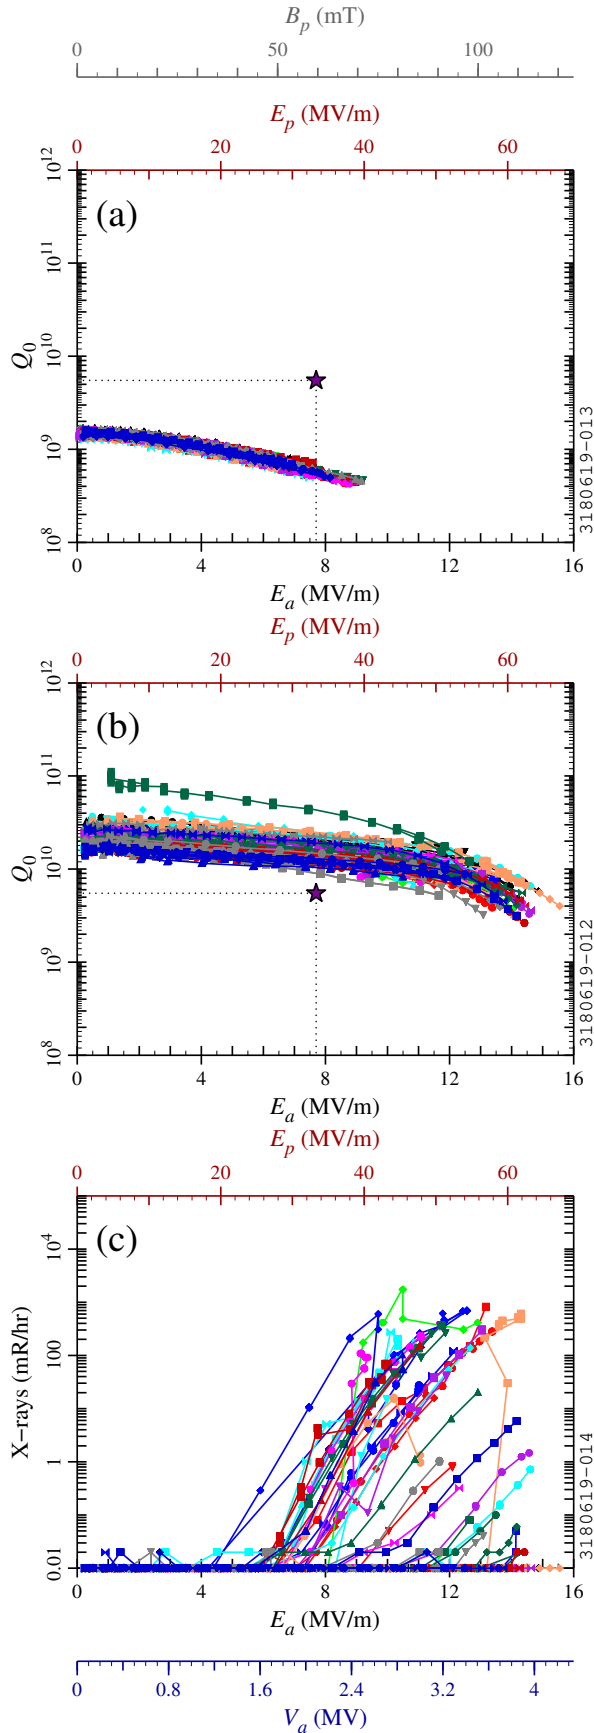 B_p (mT)
0 50 100
E_p (MV/m)
0 20 40 60
(a)
10^12
10^11
10^10
10^9
10^8
Q_0
3180619-013
0 4 8 12 16
E_a (MV/m)
E_p (MV/m)
0 20 40 60
(b)
10^12
10^11
10^10
10^9
10^8
Q_0
3180619-012
0 4 8 12 16
E_a (MV/m)
E_p (MV/m)
0 20 40 60
(c)
10^4
100
1
0.01
X-rays (mR/hr)
3180619-014
0 4 8 12 16
E_a (MV/m)
0 0.8 1.6 2.4 3.2 4
V_a (MV)